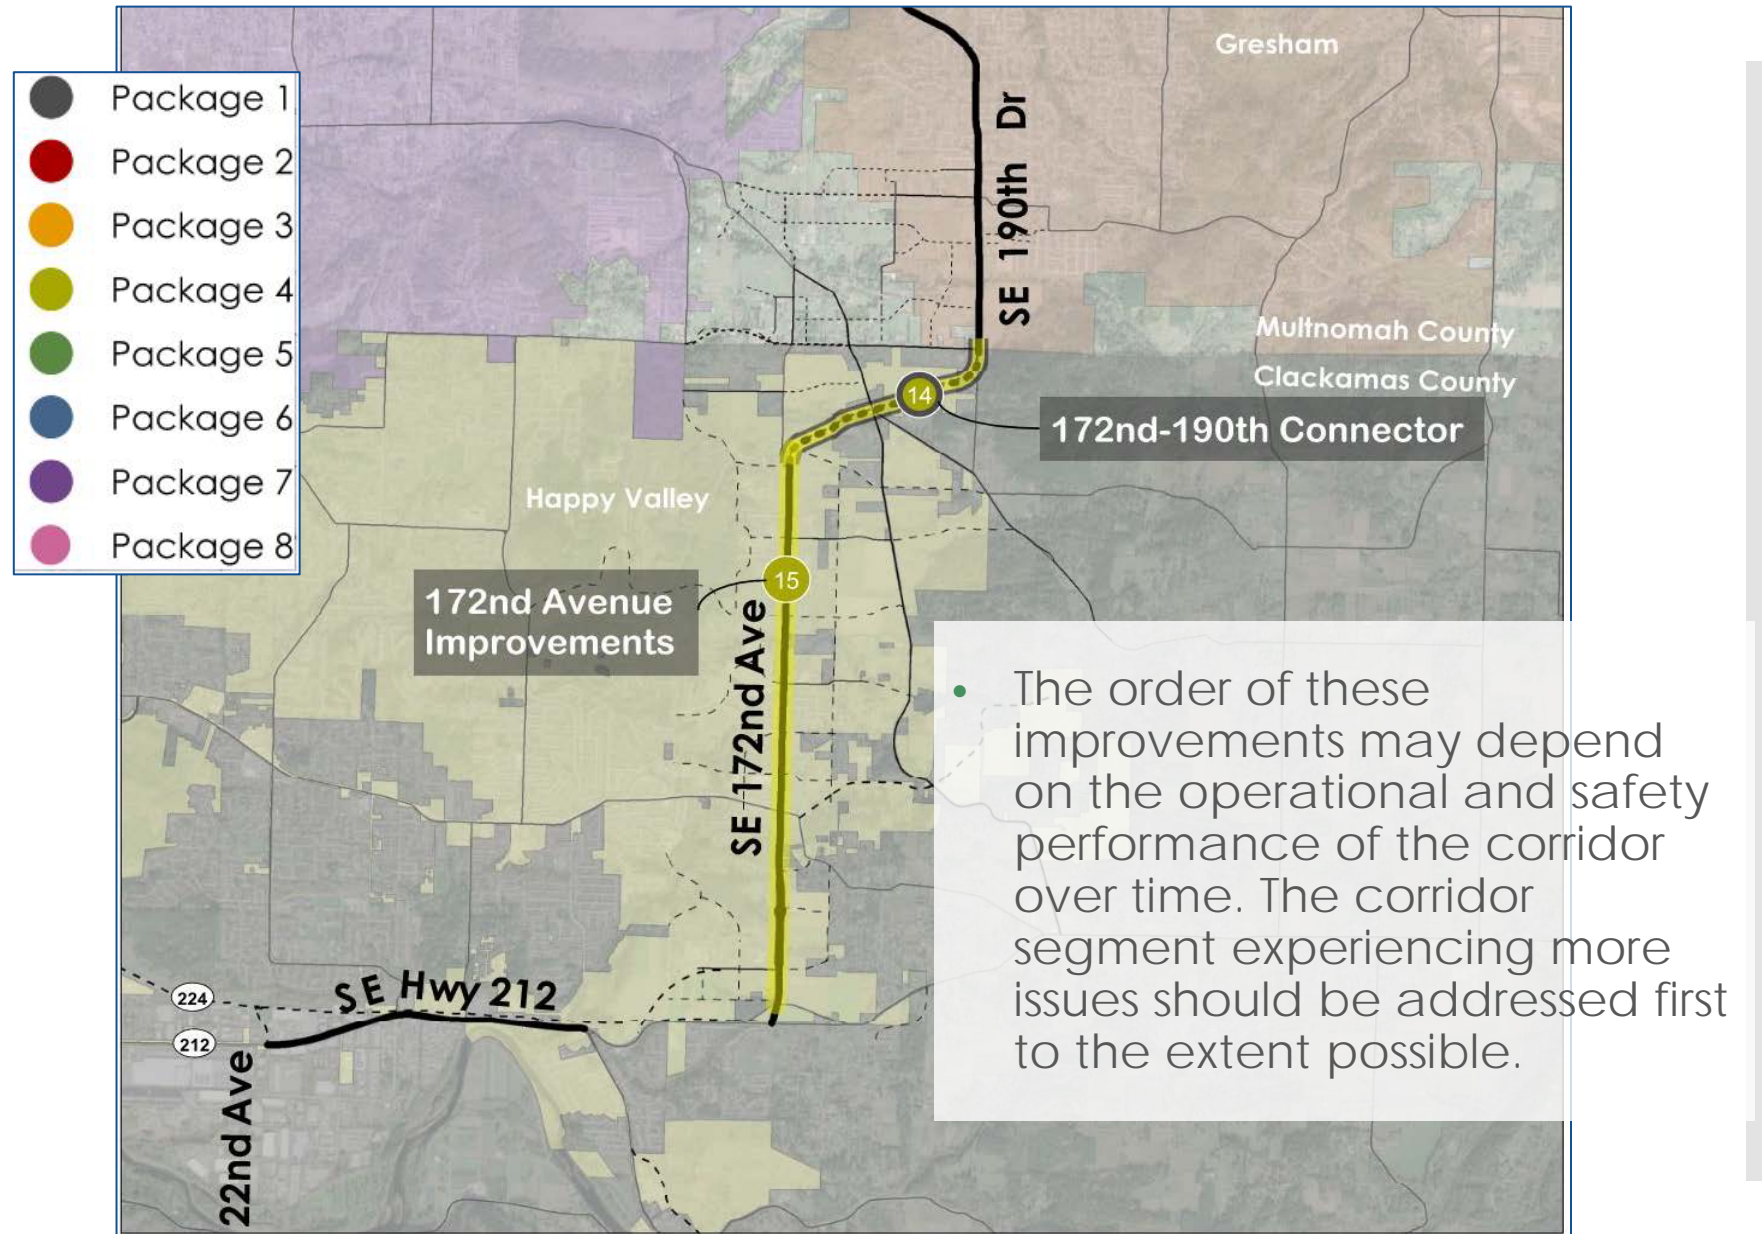 Package 1
Package 2
Package 3
Package 4
Package 5
Package 6
Package 7
Package 8
Gresham
SE 190th Dr
Multnomah County
Clackamas County
14
172nd-190th Connector
Happy Valley
15
172nd Avenue
Improvements
SE 172nd Ave
224
SE Hwy 212
212
22nd Ave
• The order of these
improvements may depend
on the operational and safety
performance of the corridor
over time. The corridor
segment experiencing more
issues should be addressed first
to the extent possible.